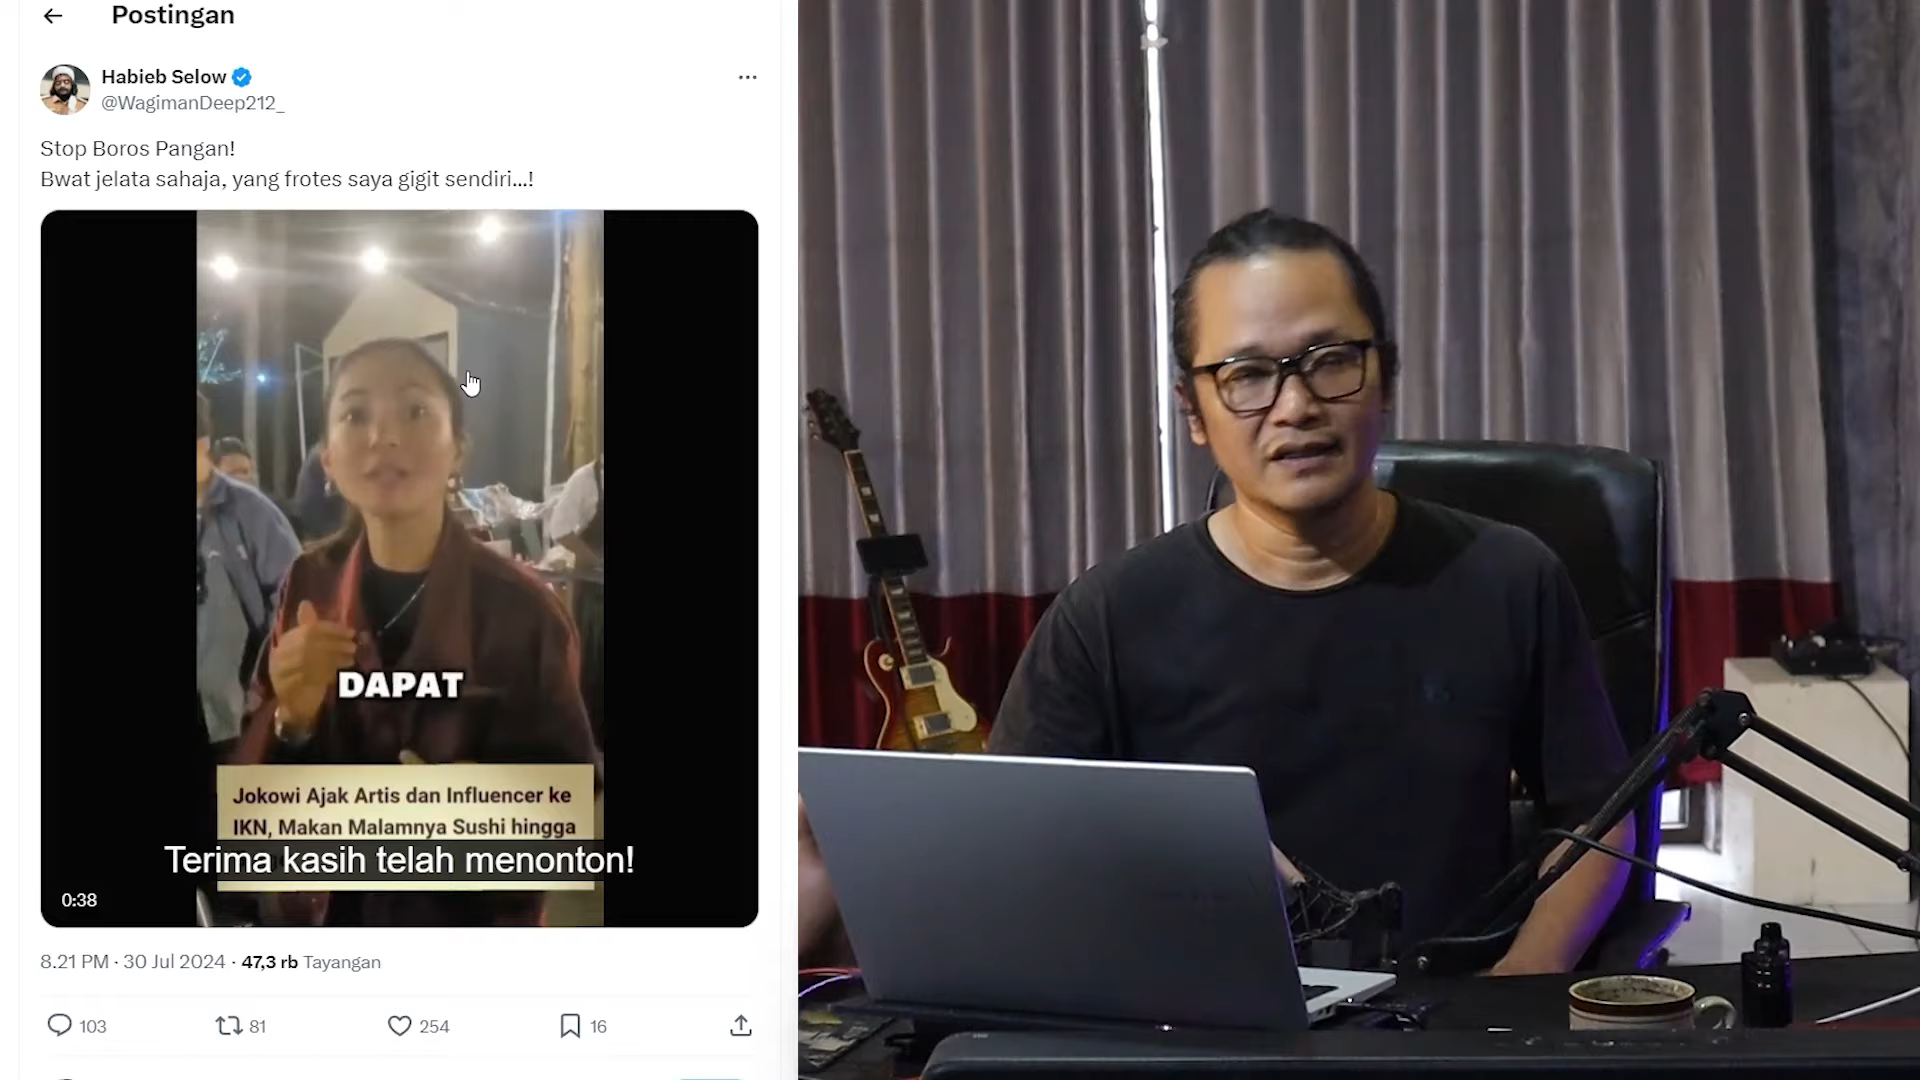 Postingan
Habieb Selow
@WagimanDeep212_
Stop Boros Pangan!
Bwat jelata sahaja, yang frotes saya gigit sendiri...!
DAPAT
Jokowi Ajak Artis dan Influencer ke
IKN, Makan Malamnya Sushi hingga
Terima kasih telah menonton!
0:38
8.21 PM · 30 Jul 2024 · 47,3 rb Tayangan
103
81
254
16